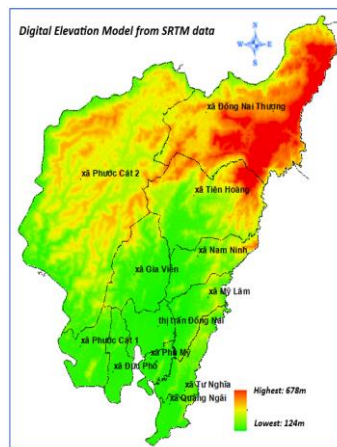 Digital Elevation Model from SRTM data
N
W E
S
xã Đồng Nai Thượng
xã Phước Cát 2
xã Tiên Hoàng
xã Nam Ninh
xã Gia Viễn
xã Mỹ Lâm
thị trấn Đồng Nai
xã Phước Cát 1
xã Phù Mỹ
xã Đức Phổ
xã Tư Nghĩa
xã Quảng Ngãi
Highest: 678m
Lowest: 124m